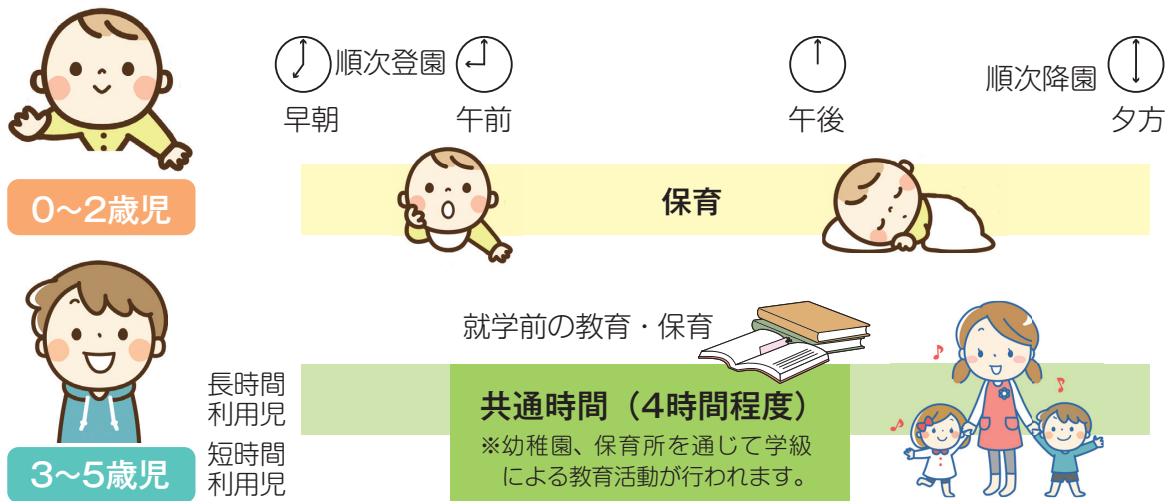 順次登園
順次降園
早朝
午前
午後
夕方
0〜2歳児
保育
就学前の教育・保育
長時間
利用児
共通時間（4時間程度）
※幼稚園、保育所を通じて学級
による教育活動が行われます。
短時間
利用児
3〜5歳児